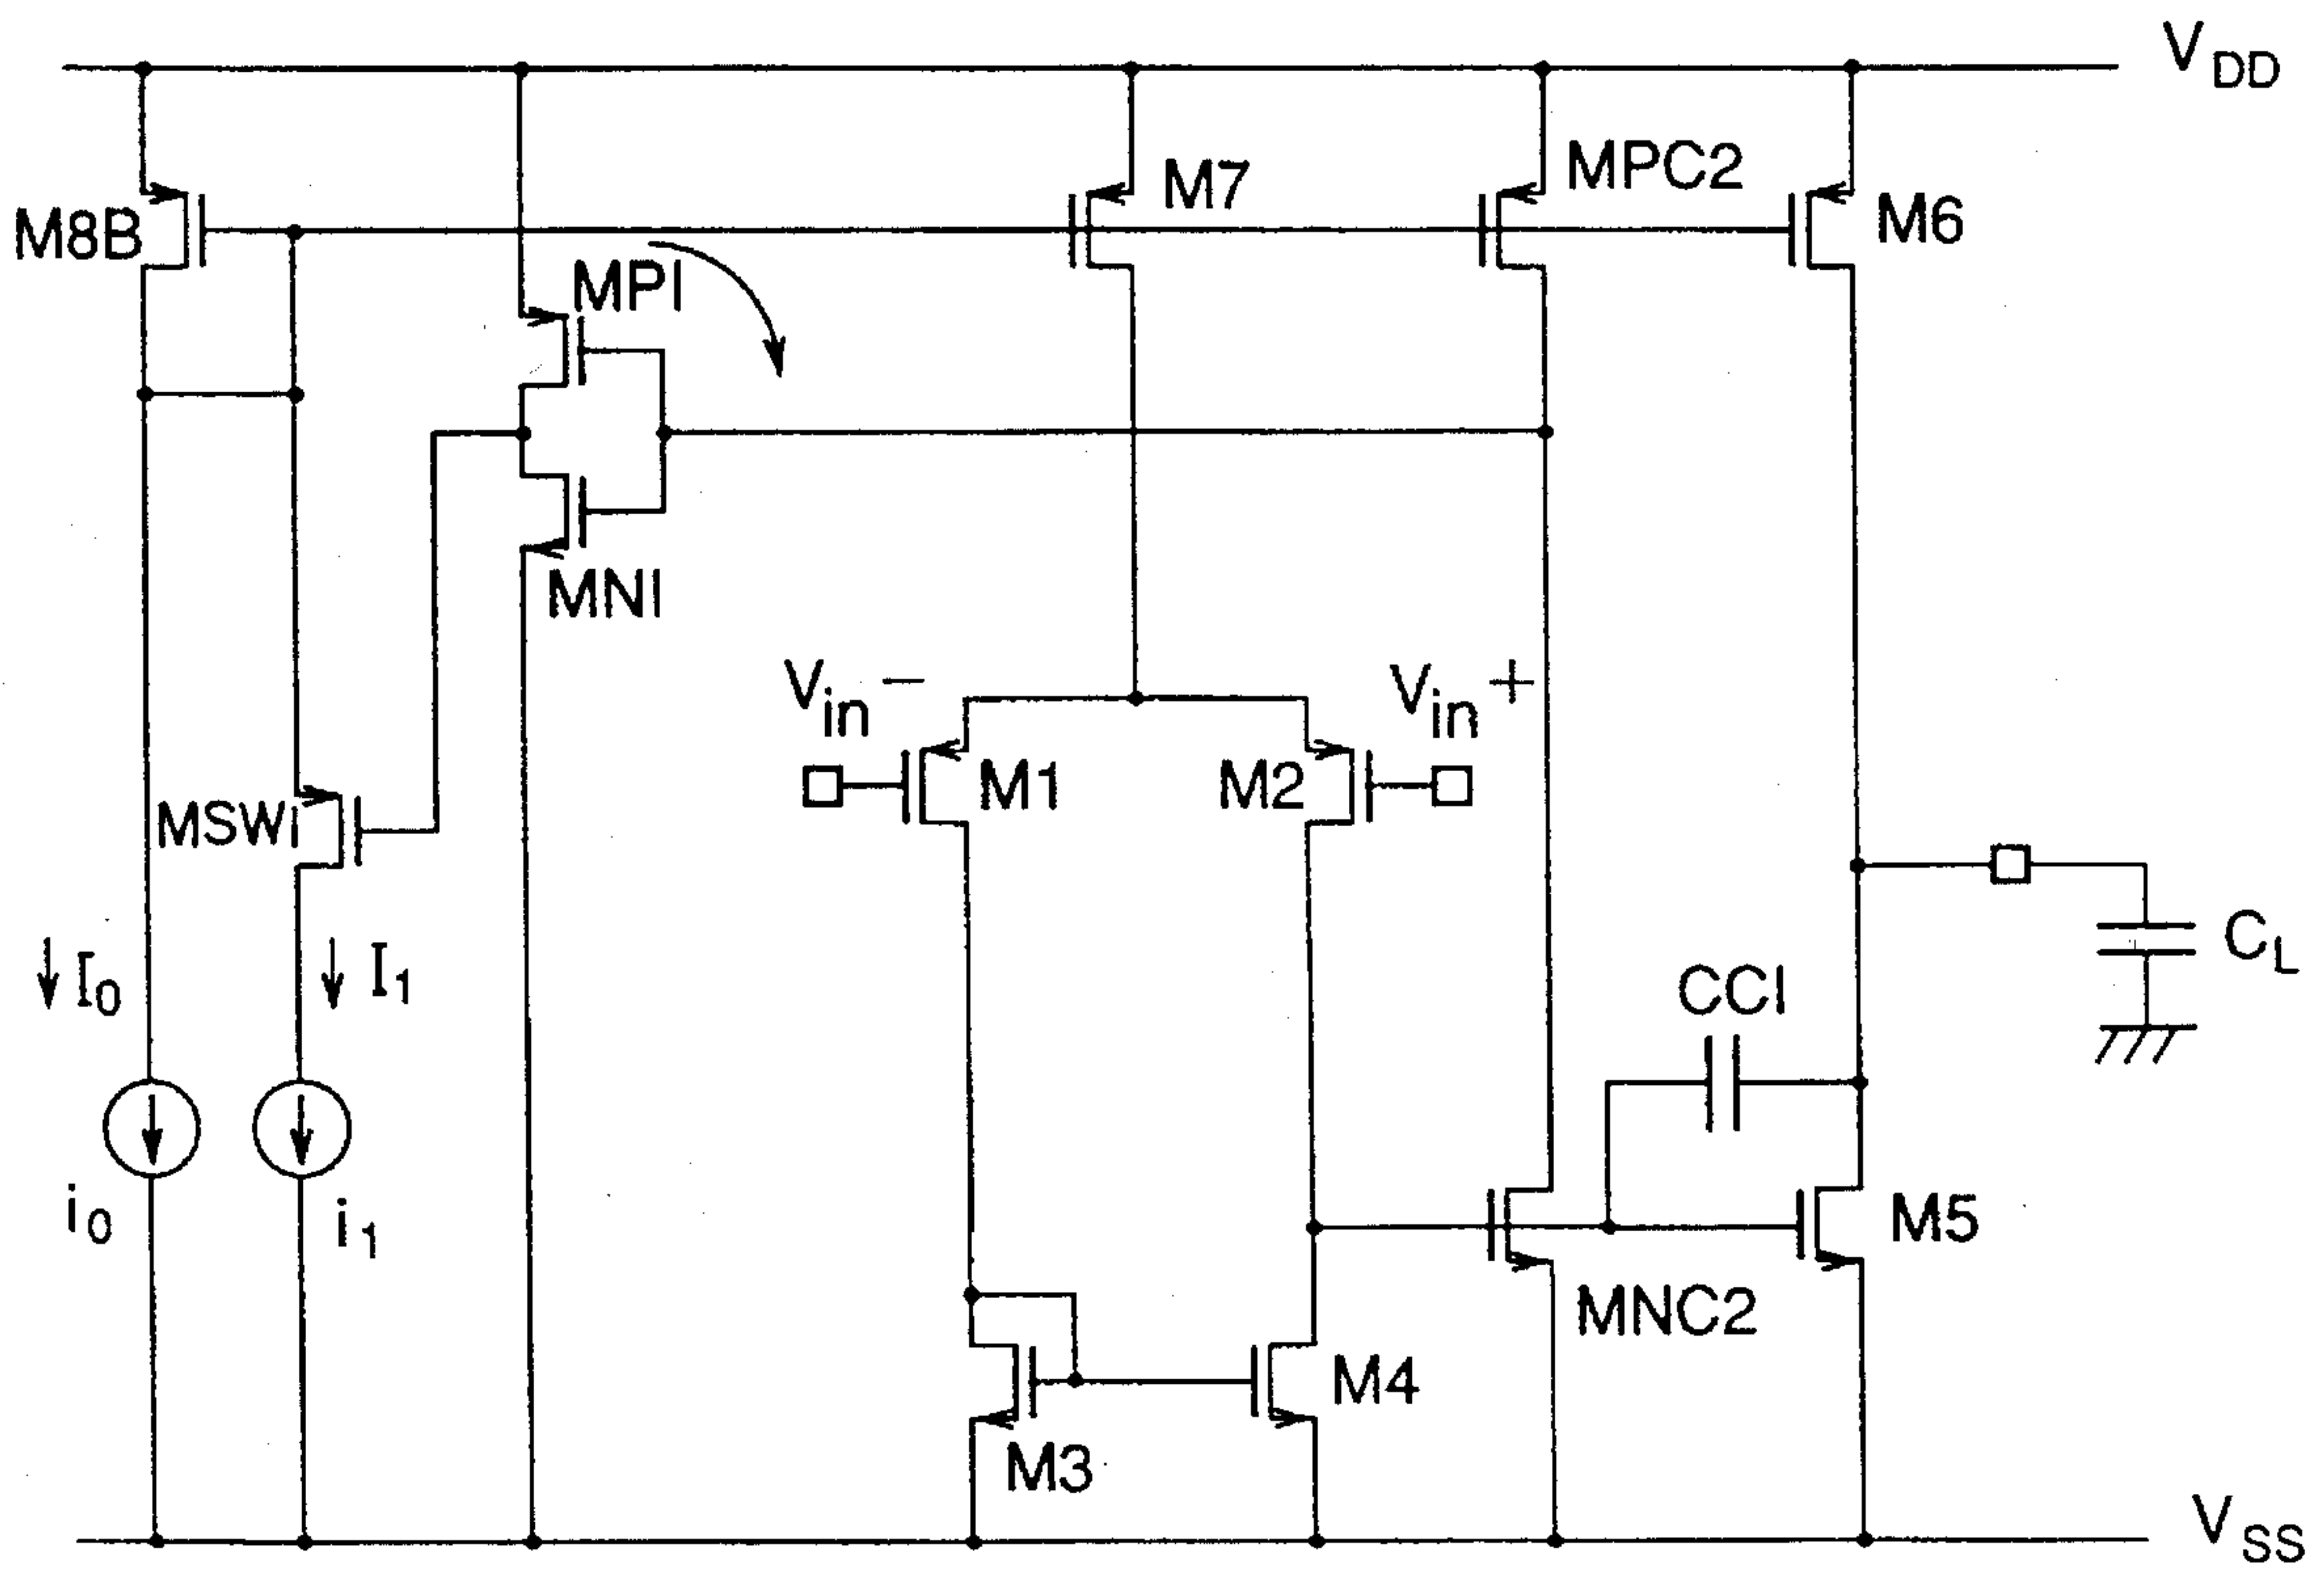 VDD
M8B
M7
MPC2
M6
MPI
MNI
Vin −
Vin +
M1
M2
MSWi
I0
I1
CL
CCI
i0
i1
M5
MNC2
M4
M3
VSS